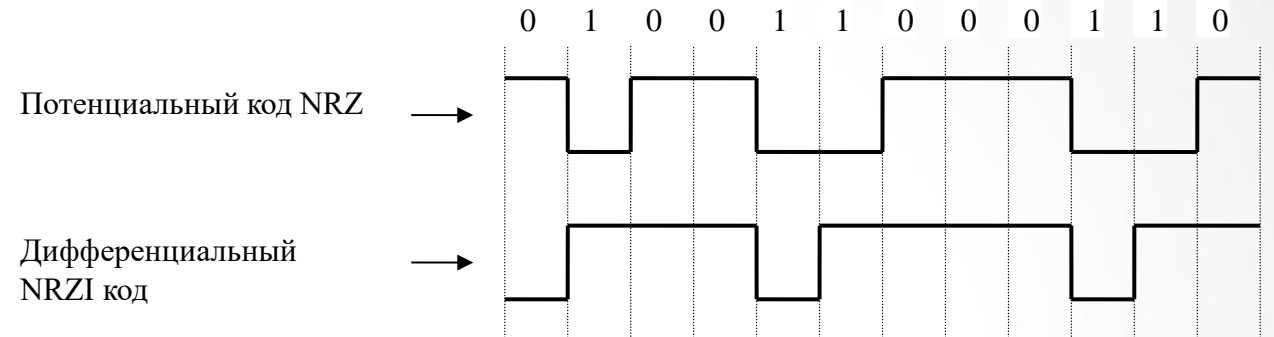 0 1 0 0 1 1 0 0 0 1 1 0
Потенциальный код NRZ
Дифференциальный
NRZI код